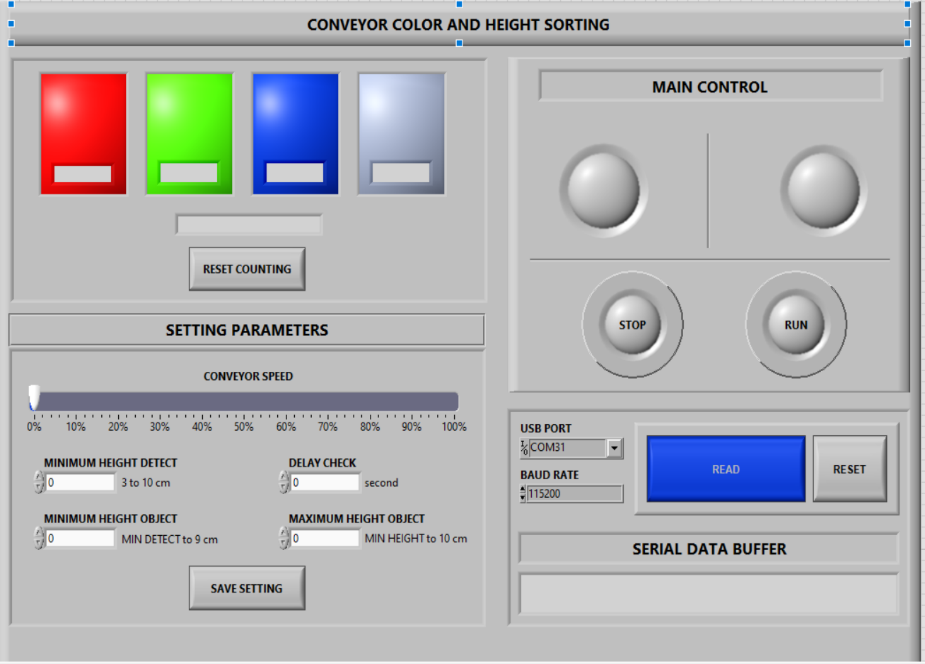 CONVEYOR COLOR AND HEIGHT SORTING
RESET COUNTING
SETTING PARAMETERS
CONVEYOR SPEED
0% 10% 20% 30% 40% 50% 60% 70% 80% 90% 100%
MINIMUM HEIGHT DETECT
0 3 to 10 cm
DELAY CHECK
0 second
MINIMUM HEIGHT OBJECT
0 MIN DETECT to 9 cm
MAXIMUM HEIGHT OBJECT
0 MIN HEIGHT to 10 cm
SAVE SETTING
MAIN CONTROL
STOP
RUN
USB PORT
I/O COM31
BAUD RATE
115200
READ
RESET
SERIAL DATA BUFFER